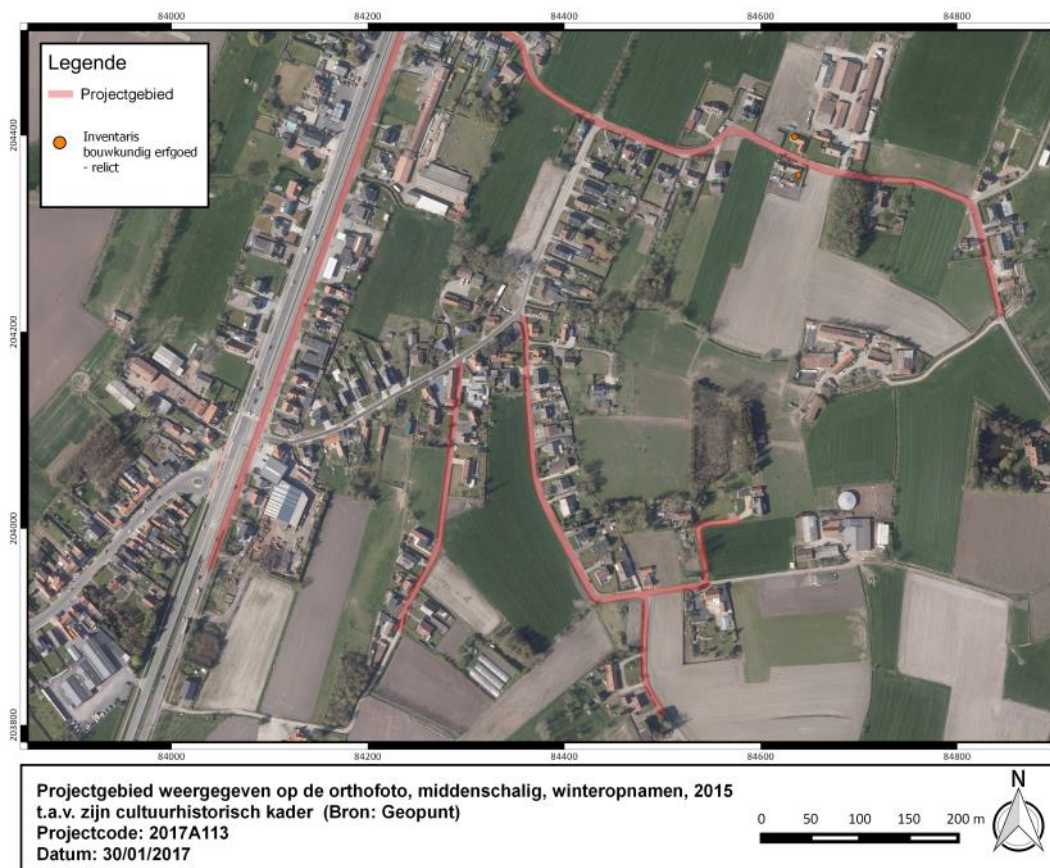 84000 84200 84400 84600 84800
Legende
Projectgebied
Inventaris
bouwkundig erfgoed
- relict
204400
204200
204000
203800
84000 84200 84400 84600 84800
Projectgebied weergegeven op de orthofoto, middenschalig, winteropnamen, 2015
t.a.v. zijn cultuurhistorisch kader (Bron: Geopunt)
Projectcode: 2017A113
Datum: 30/01/2017
0 50 100 150 200 m
N